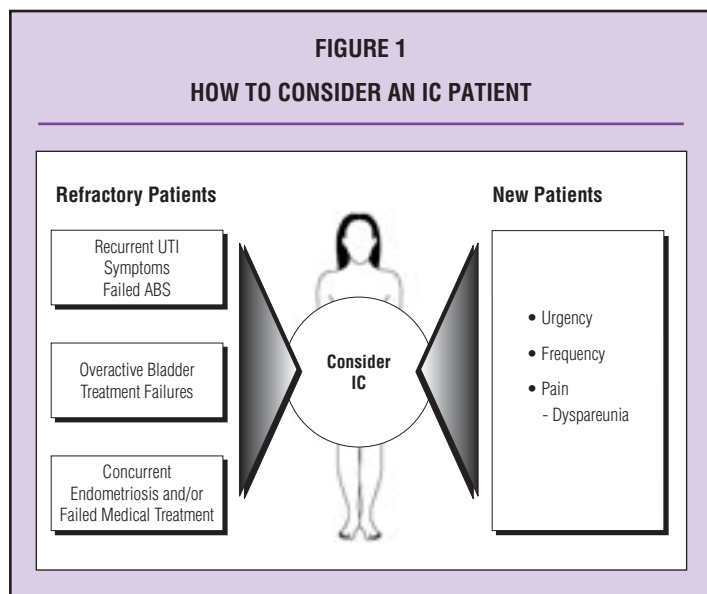 FIGURE 1
HOW TO CONSIDER AN IC PATIENT
Refractory Patients
Recurrent UTI
Symptoms
Failed ABS
Overactive Bladder
Treatment Failures
Concurrent
Endometriosis and/or
Failed Medical Treatment
Consider
IC
New Patients
• Urgency
• Frequency
• Pain
- Dyspareunia